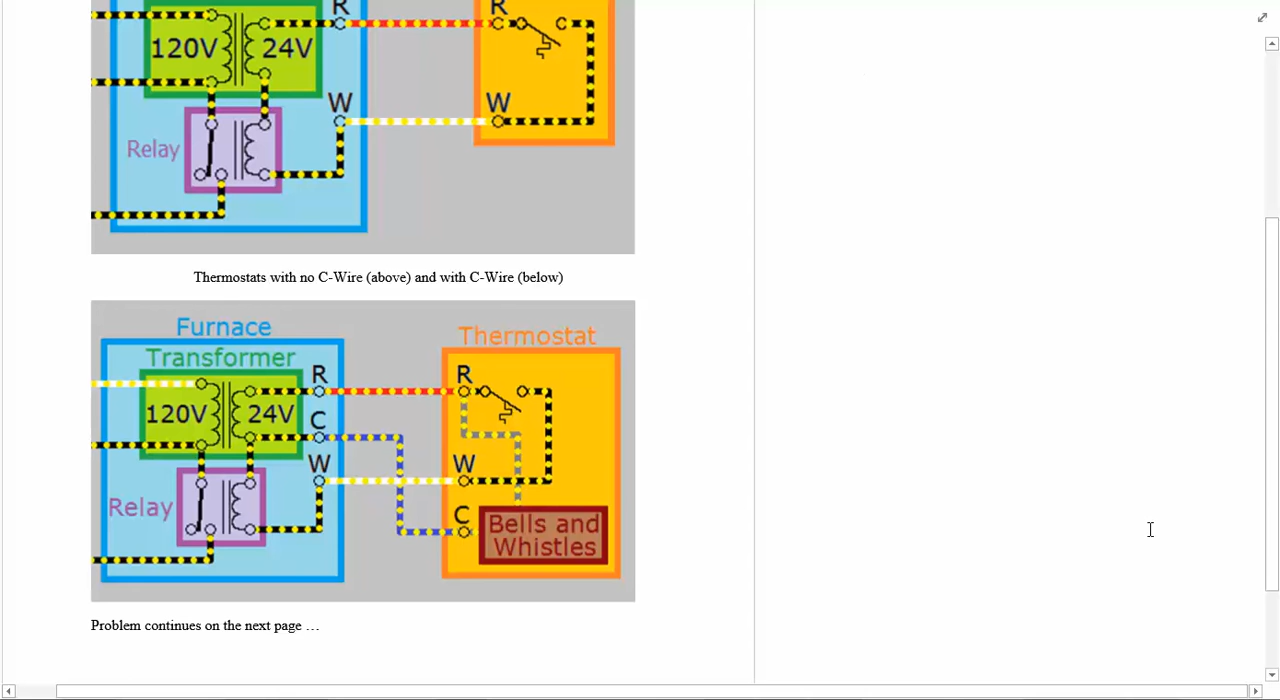 R
R
120V
24V
W
W
Relay
Thermostats with no C-Wire (above) and with C-Wire (below)
Furnace
Thermostat
Transformer
R
R
120V
24V
C
W
W
Relay
C
Bells and
Whistles
Problem continues on the next page …